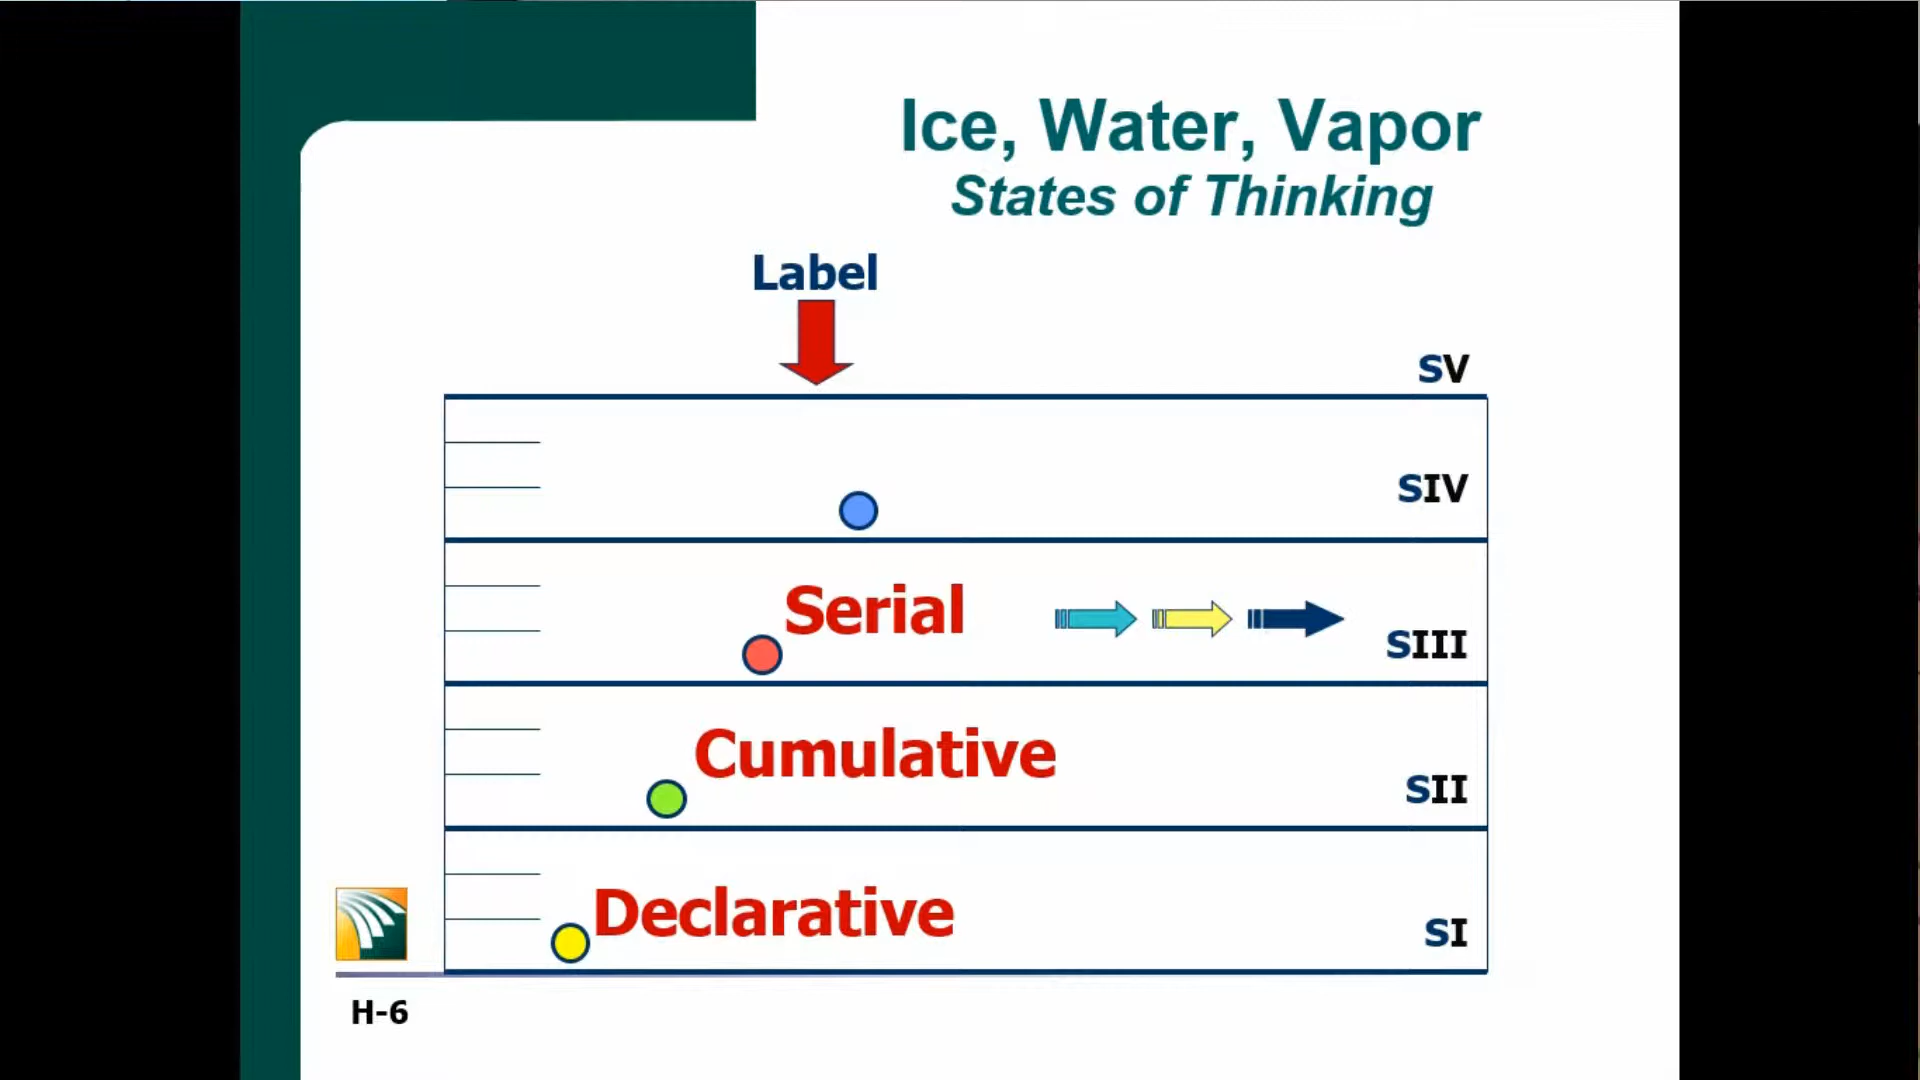 Ice, Water, Vapor
States of Thinking
Label
SV
SIV
Serial
SIII
Cumulative
SII
Declarative
SI
H-6